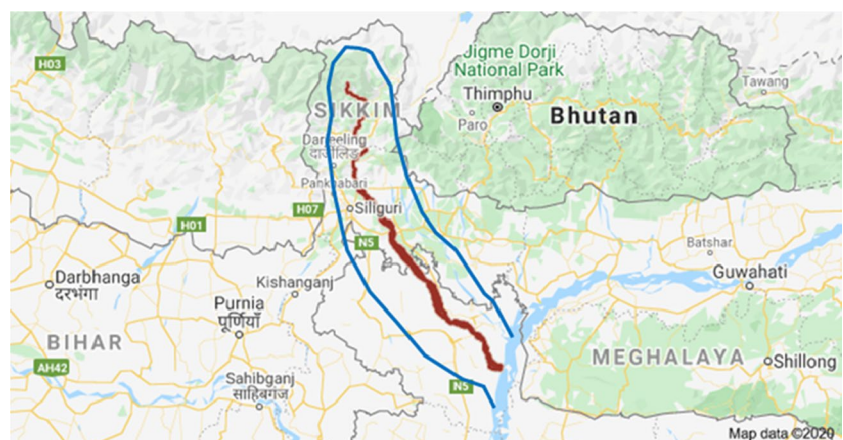 H03
Jigme Dorji
National Park
Thimphu
Tawang
Paro
Bhutan
SIKKIM
Darjeeling
दार्जिलिङ
Pankhabari
Siliguri
H07
H01
N5
Batshar
Guwahati
Darbhanga
दरभंगा
Kishanganj
Purnia
पूर्णियाँ
BIHAR
MEGHALAYA
Shillong
AH42
Sahibganj
साहिबगंज
N5
Map data ©2020